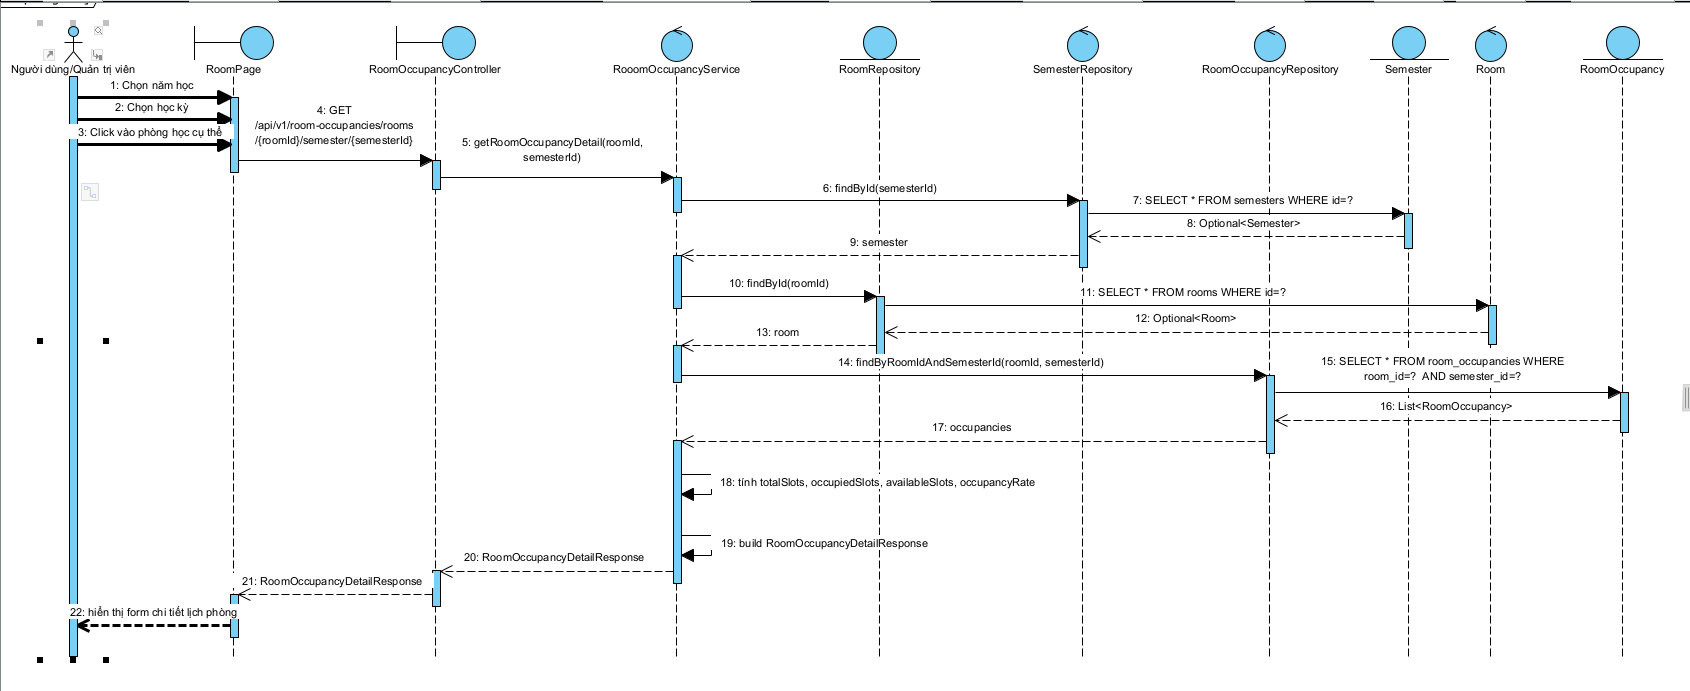 Người dùng/Quản trị viên
RoomPage
RoomOccupancyController
RooomOccupancyService
RoomRepository
SemesterRepository
RoomOccupancyRepository
Semester
Room
RoomOccupancy
1: Chọn năm học
2: Chọn học kỳ
3: Click vào phòng học cụ thể
4: GET
/api/v1/room-occupancies/rooms
/{roomId}/semester/{semesterId}
5: getRoomOccupancyDetail(roomId,
semesterId)
6: findById(semesterId)
7: SELECT * FROM semesters WHERE id=?
8: Optional<Semester>
9: semester
10: findById(roomId)
11: SELECT * FROM rooms WHERE id=?
12: Optional<Room>
13: room
14: findByRoomIdAndSemesterId(roomId, semesterId)
15: SELECT * FROM room_occupancies WHERE
room_id=? AND semester_id=?
16: List<RoomOccupancy>
17: occupancies
18: tính totalSlots, occupiedSlots, availableSlots, occupancyRate
19: build RoomOccupancyDetailResponse
20: RoomOccupancyDetailResponse
21: RoomOccupancyDetailResponse
22: hiển thị form chi tiết lịch phòng